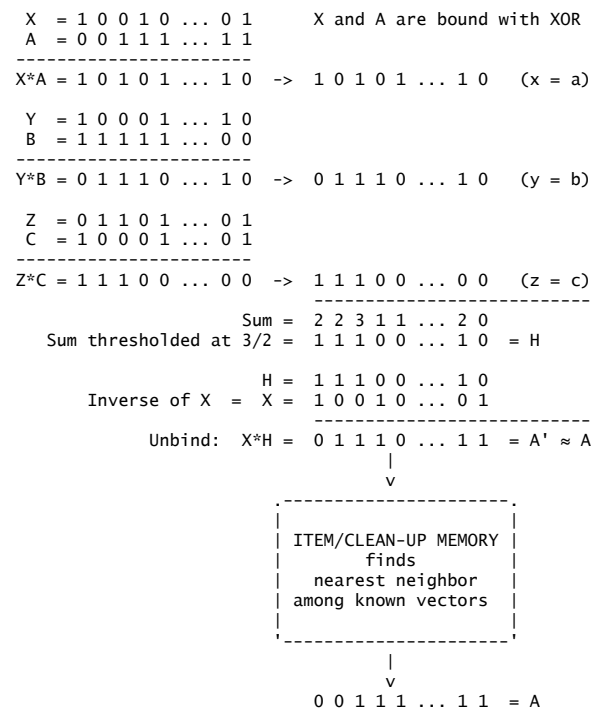 X = 1 0 0 1 0 ... 0 1 X and A are bound with XOR
A = 0 0 1 1 1 ... 1 1
-----------------------
X*A = 1 0 1 0 1 ... 1 0 -> 1 0 1 0 1 ... 1 0 (x = a)
Y = 1 0 0 0 1 ... 1 0
B = 1 1 1 1 1 ... 0 0
-----------------------
Y*B = 0 1 1 1 0 ... 1 0 -> 0 1 1 1 0 ... 1 0 (y = b)
Z = 0 1 1 0 1 ... 0 1
C = 1 0 0 0 1 ... 0 1
-----------------------
Z*C = 1 1 1 0 0 ... 0 0 -> 1 1 1 0 0 ... 0 0 (z = c)
---------------------------
Sum = 2 2 3 1 1 ... 2 0
Sum thresholded at 3/2 = 1 1 1 0 0 ... 1 0 = H
H = 1 1 1 0 0 ... 1 0
Inverse of X = X = 1 0 0 1 0 ... 0 1
---------------------------
Unbind: X*H = 0 1 1 1 0 ... 1 1 = A' ≈ A
|
v
.----------------------.
| |
| ITEM/CLEAN-UP MEMORY |
| finds |
| nearest neighbor |
| among known vectors |
| |
'----------------------'
|
v
0 0 1 1 1 ... 1 1 = A